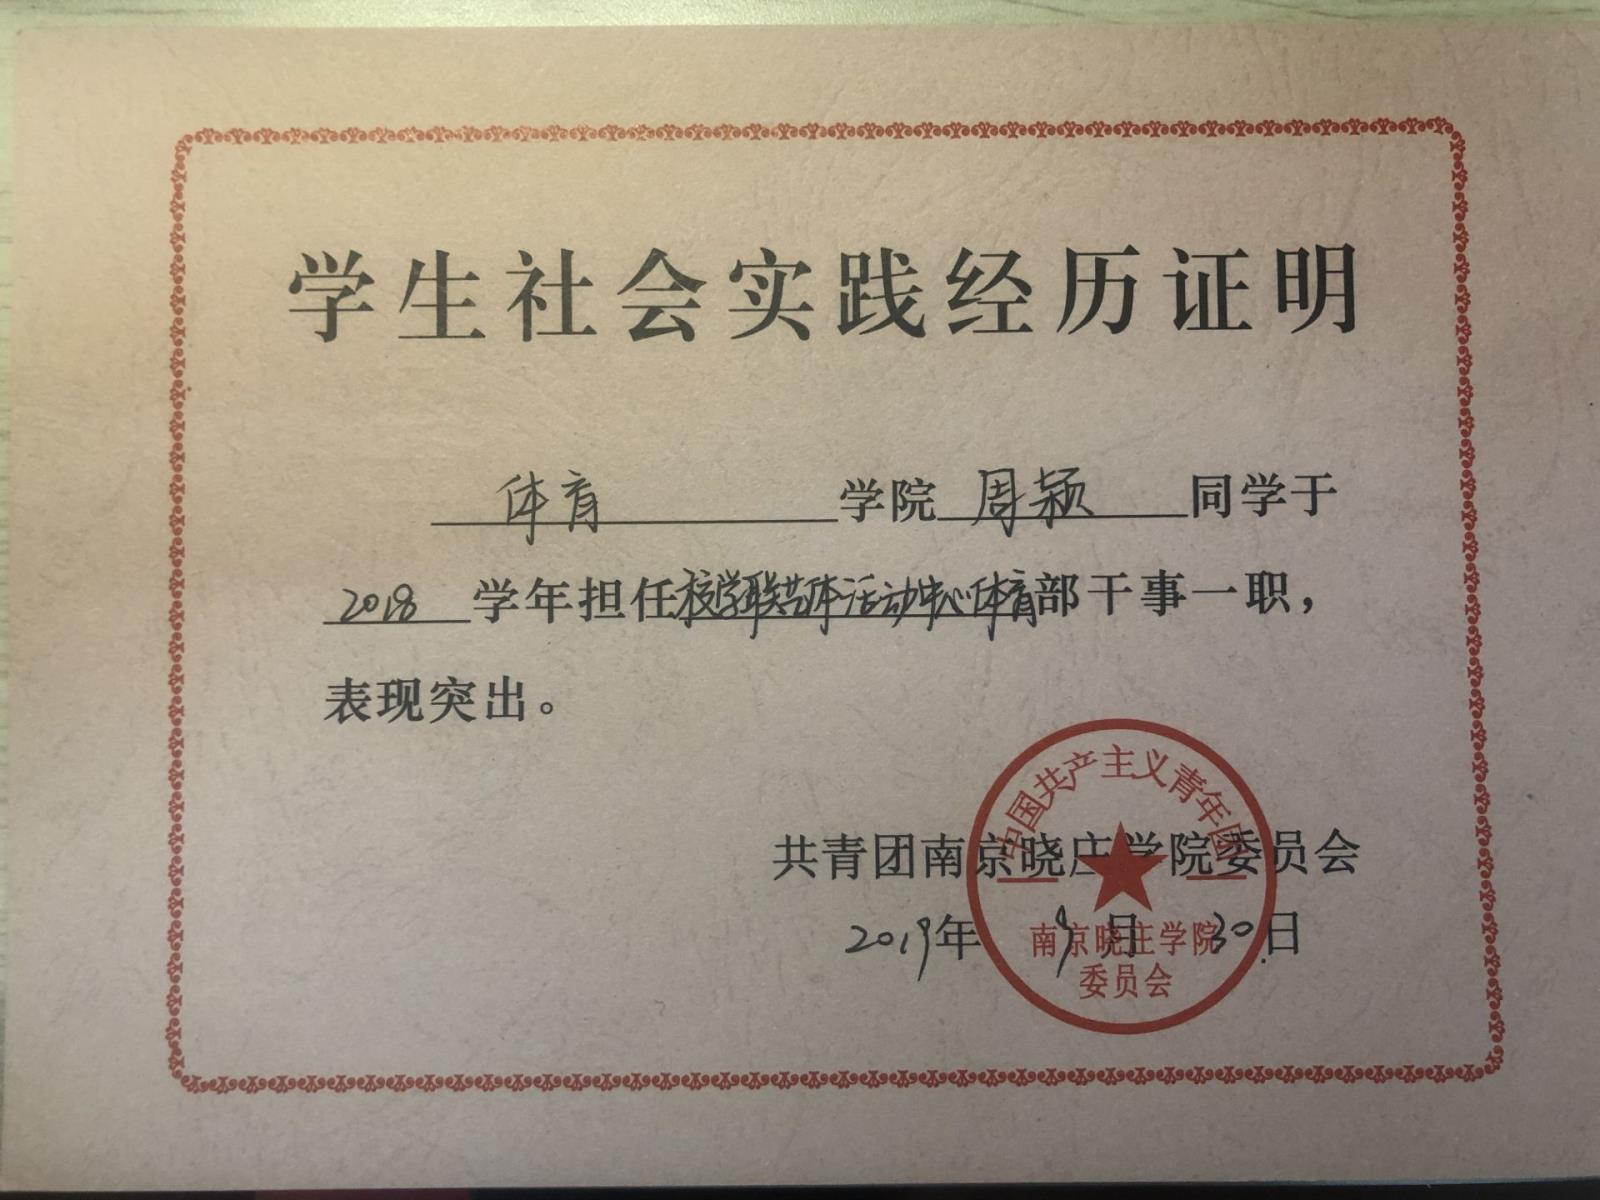 学生社会实践经历证明
体育学院周颖同学于
2018学年担任校学联艺体活动中心体育部干事一职，
表现突出。
共青团南京晓庄学院委员会
2019年9月30日
中国共产主义青年团
南京晓庄学院
委员会